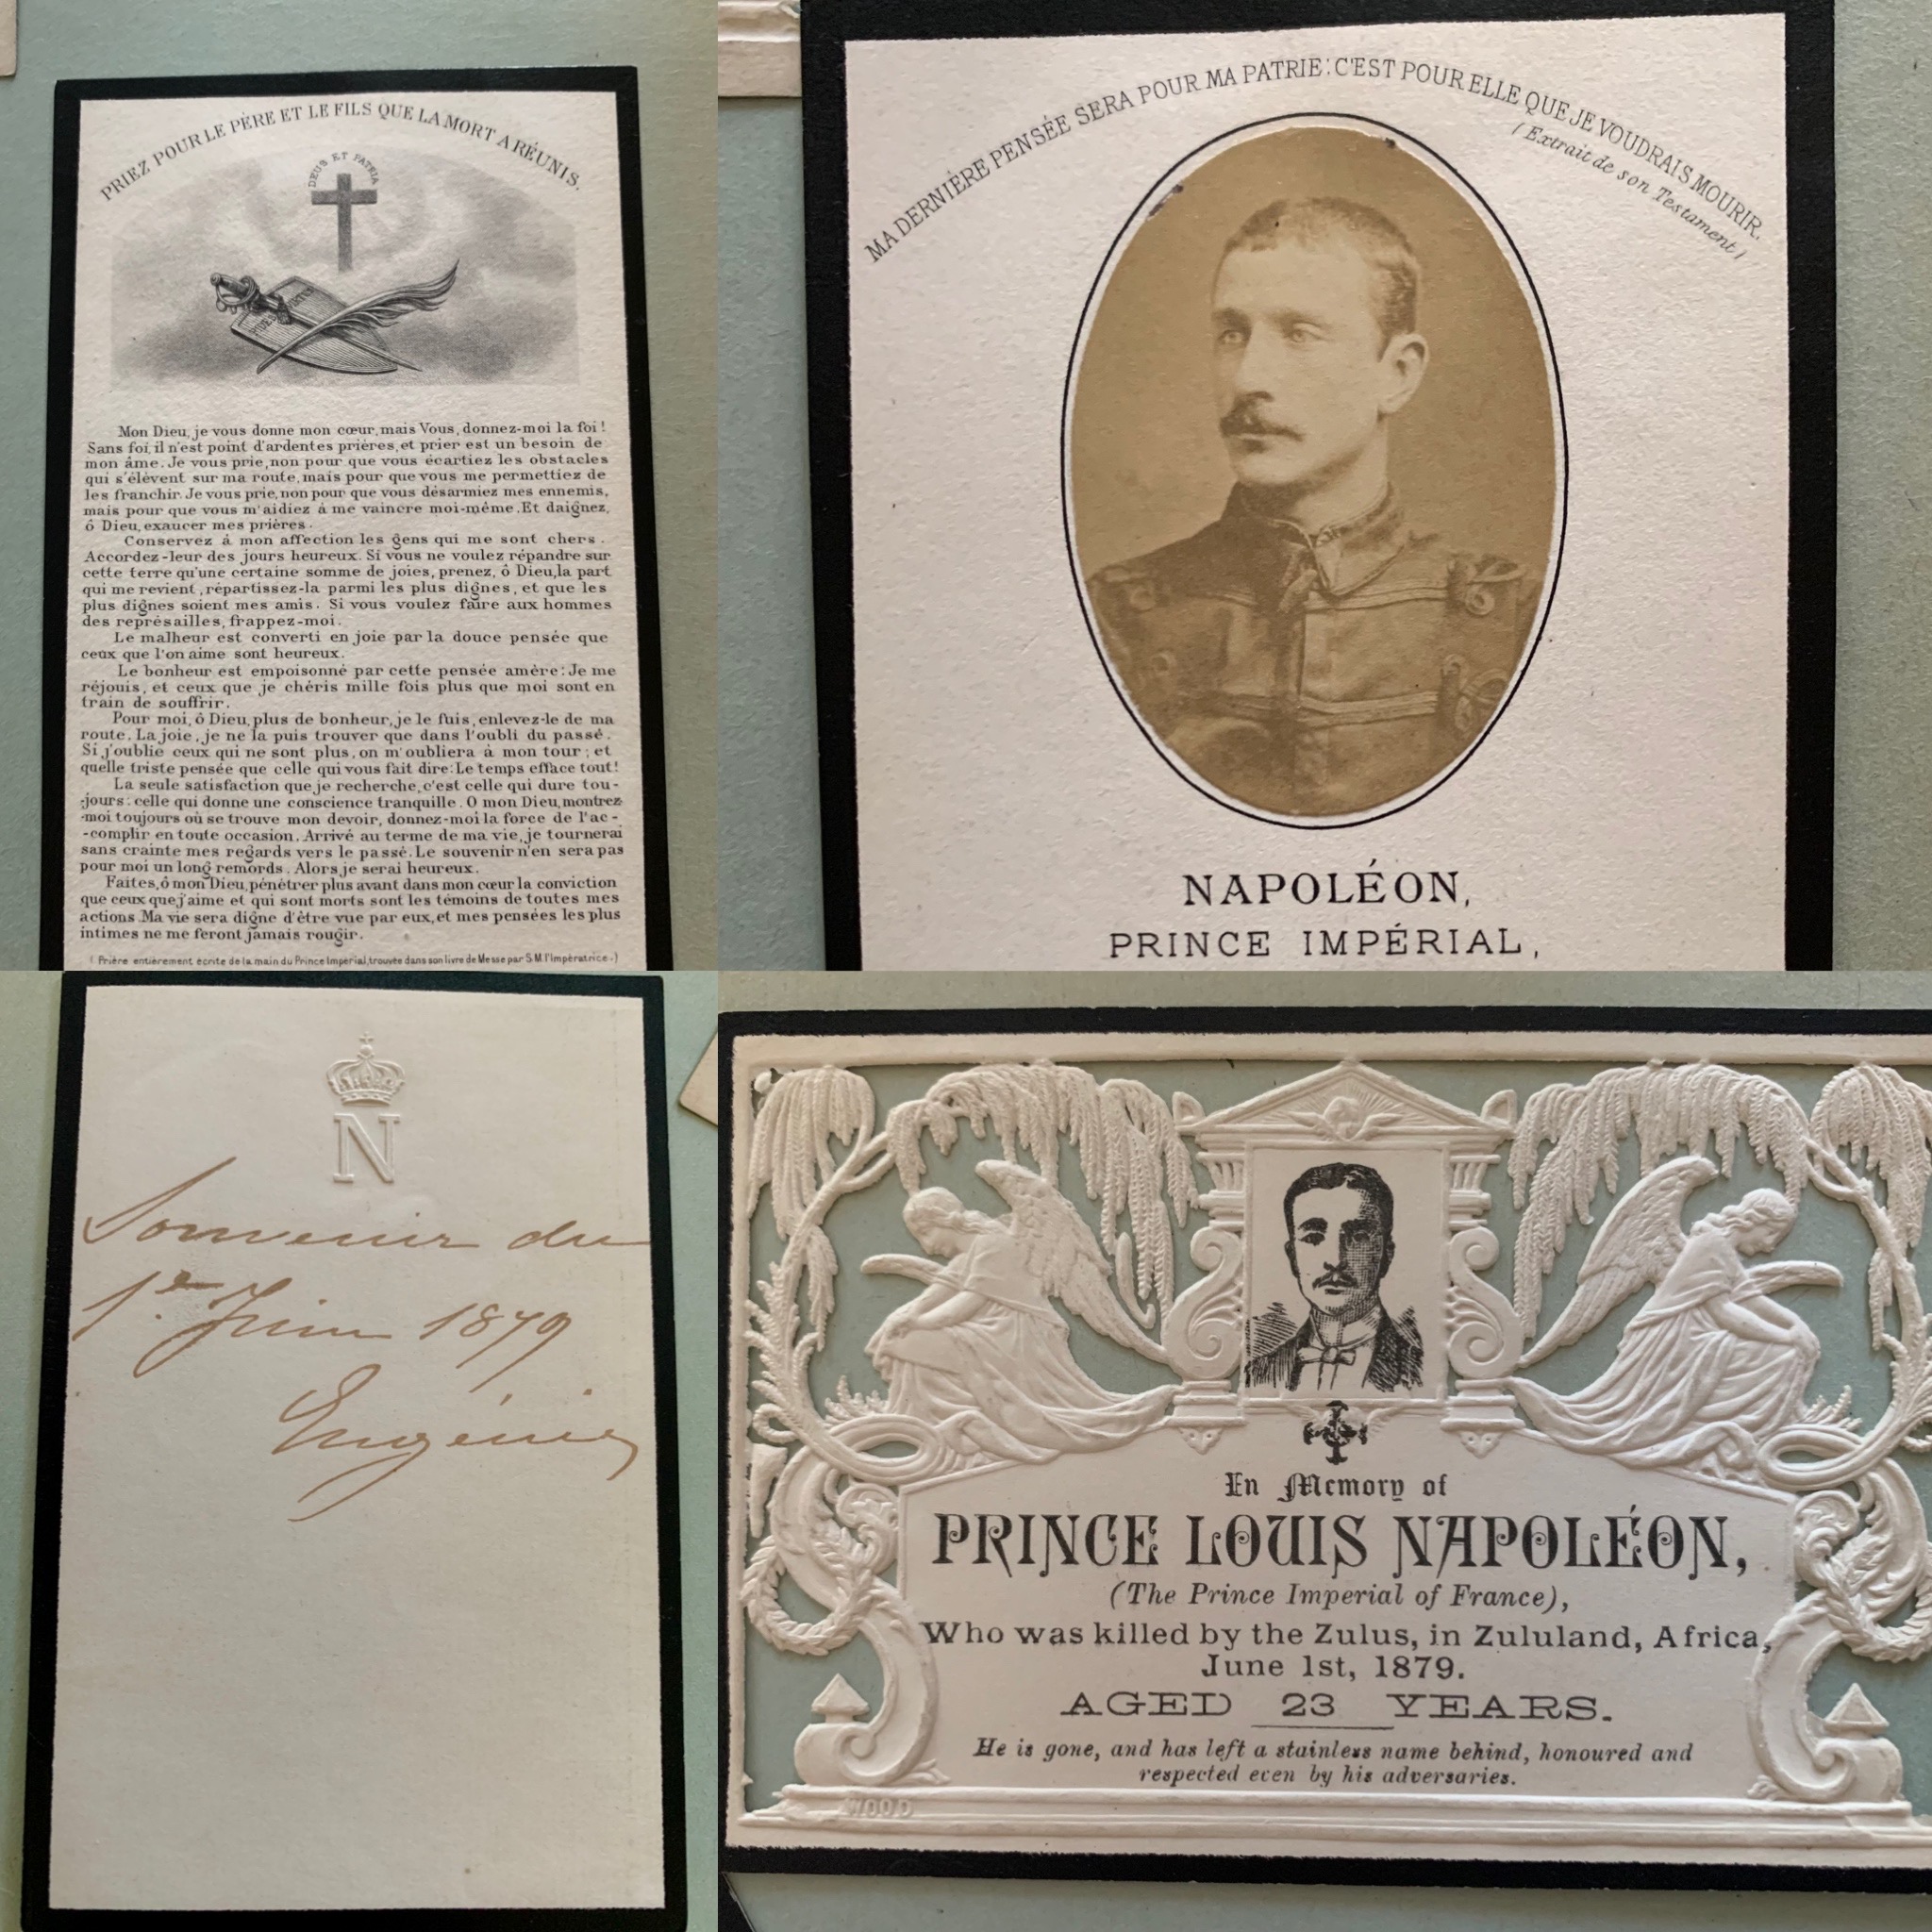 PRIEZ POUR LE PÈRE ET LE FILS QUE LA MORT A RÉUNIS.
DEUS ET PATRIA
Mon Dieu, je vous donne mon cœur, mais Vous, donnez-moi la foi!
Sans foi, il n'est point d'ardentes prières, et prier est un besoin de
mon âme. Je vous prie, non pour que vous écartiez les obstacles
qui s'élèvent sur ma route, mais pour que vous me permettiez de
les franchir. Je vous prie, non pour que vous désarmiez mes ennemis,
mais pour que vous m'aidiez à me vaincre moi-même. Et daignez,
ô Dieu, exaucer mes prières.
Conservez à mon affection les gens qui me sont chers.
Accordez-leur des jours heureux. Si vous ne voulez répandre sur
cette terre qu'une certaine somme de joies, prenez, ô Dieu, la part
qui me revient, répartissez-la parmi les plus dignes, et que les
plus dignes soient mes amis. Si vous voulez faire aux hommes
des représailles, frappez-moi.
Le malheur est converti en joie par la douce pensée que
ceux que l'on aime sont heureux.
Le bonheur est empoisonné par cette pensée amère: Je me
réjouis, et ceux que je chéris mille fois plus que moi sont en
train de souffrir.
Pour moi, ô Dieu, plus de bonheur, je le fuis, enlevez-le de ma
route. La joie, je ne la puis trouver que dans l'oubli du passé.
Si j'oublie ceux qui ne sont plus, on m'oubliera à mon tour; et
quelle triste pensée que celle qui vous fait dire: Le temps efface tout!
La seule satisfaction que je recherche, c'est celle qui dure tou-
-jours: celle qui donne une conscience tranquille. O mon Dieu, montrez-
-moi toujours où se trouve mon devoir, donnez-moi la force de l'ac-
-complir en toute occasion. Arrivé au terme de ma vie, je tournerai
sans crainte mes regards vers le passé. Le souvenir n'en sera pas
pour moi un long remords. Alors je serai heureux.
Faites, ô mon Dieu, pénétrer plus avant dans mon cœur la conviction
que ceux que j'aime et qui sont morts sont les témoins de toutes mes
actions. Ma vie sera digne d'être vue par eux, et mes pensées les plus
intimes ne me feront jamais rougir.
(Prière entièrement écrite de la main du Prince Impérial, trouvée dans son livre de Messe par S.M. l'Impératrice.)
MA DERNIÈRE PENSÉE SERA POUR MA PATRIE: C'EST POUR ELLE QUE JE VOUDRAIS MOURIR.
(Extrait de son Testament)
NAPOLÉON,
PRINCE IMPÉRIAL,
N
Souvenir du
1er Juin 1879
Eugénie
In Memory of
PRINCE LOUIS NAPOLÉON,
(The Prince Imperial of France),
Who was killed by the Zulus, in Zululand, Africa,
June 1st, 1879.
AGED 23 YEARS.
He is gone, and has left a stainless name behind, honoured and
respected even by his adversaries.
WOOD